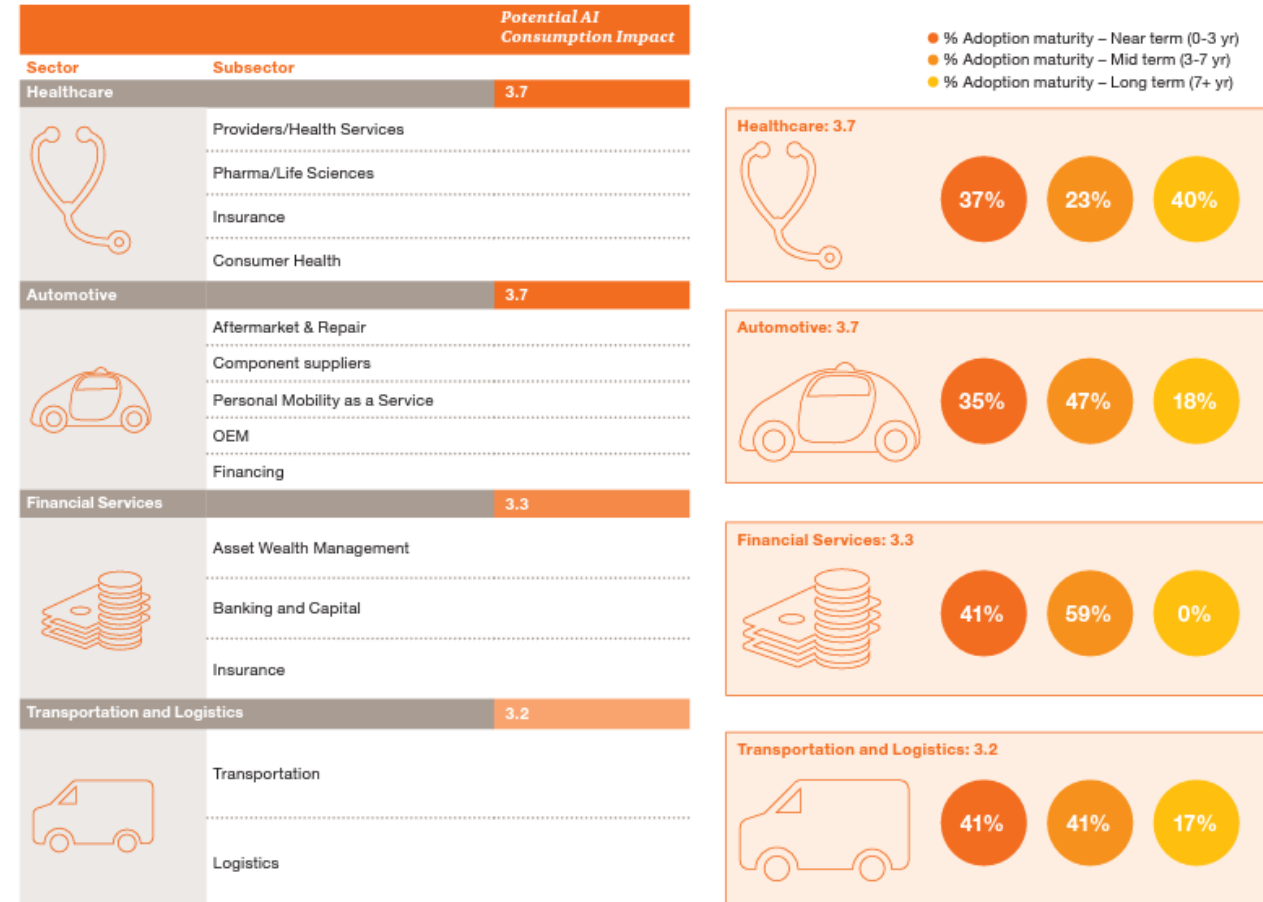 Potential AI
Consumption Impact
Sector Subsector
Healthcare 3.7
Providers/Health Services
Pharma/Life Sciences
Insurance
Consumer Health
Automotive 3.7
Aftermarket & Repair
Component suppliers
Personal Mobility as a Service
OEM
Financing
Financial Services 3.3
Asset Wealth Management
Banking and Capital
Insurance
Transportation and Logistics 3.2
Transportation
Logistics
% Adoption maturity – Near term (0-3 yr)
% Adoption maturity – Mid term (3-7 yr)
% Adoption maturity – Long term (7+ yr)
Healthcare: 3.7
37% 23% 40%
Automotive: 3.7
35% 47% 18%
Financial Services: 3.3
41% 59% 0%
Transportation and Logistics: 3.2
41% 41% 17%